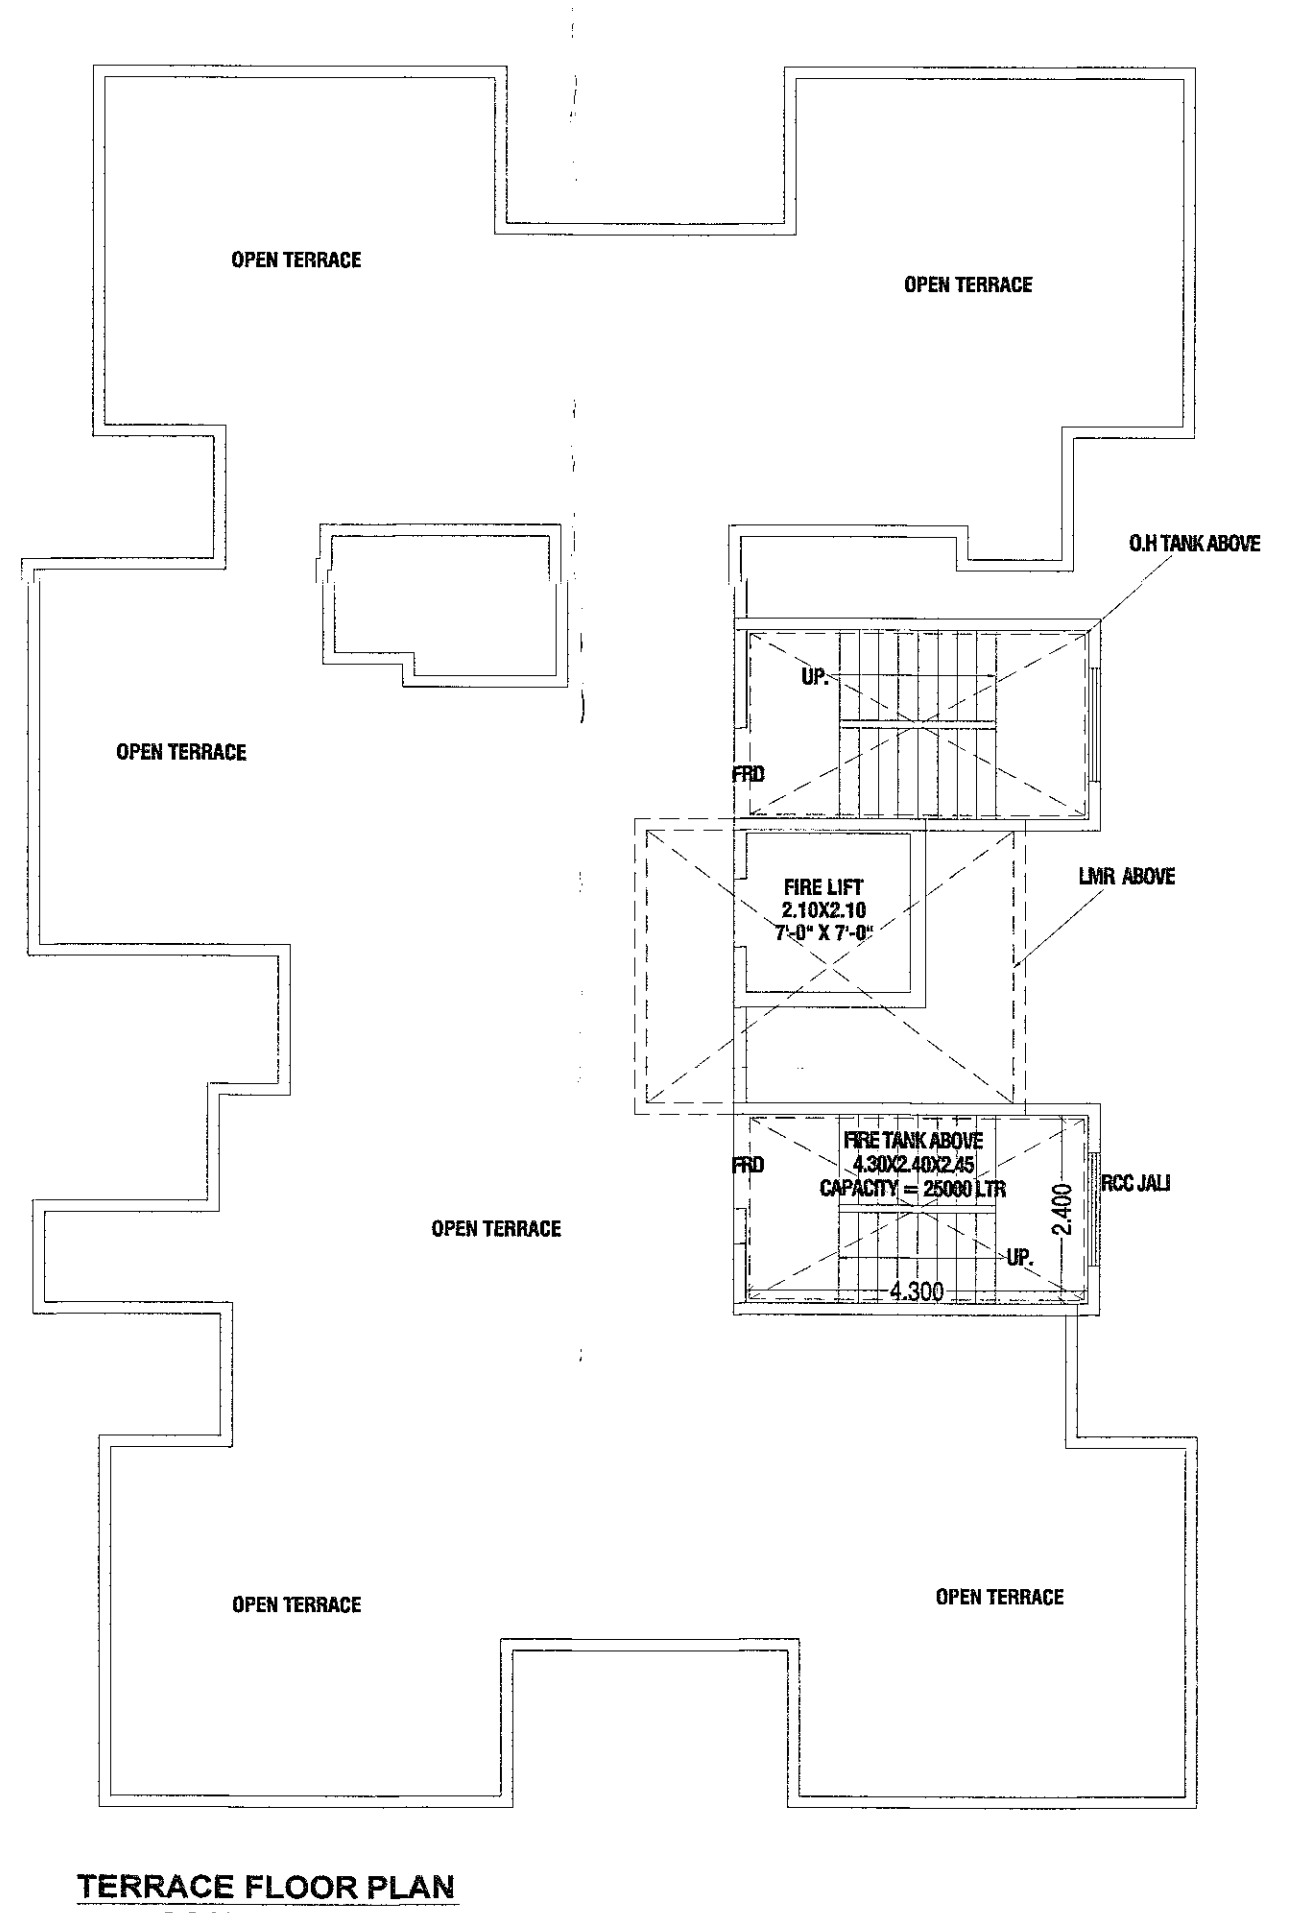 OPEN TERRACE
OPEN TERRACE
O.H TANK ABOVE
UP.
OPEN TERRACE
FRD
LMR ABOVE
FIRE LIFT
2.10X2.10
7'-0" X 7'-0"
FIRE TANK ABOVE
4.30X2.40X2.45
CAPACITY = 25000 LTR
FRD
RCC JALI
2.400
OPEN TERRACE
UP.
4.300
OPEN TERRACE
OPEN TERRACE
TERRACE FLOOR PLAN